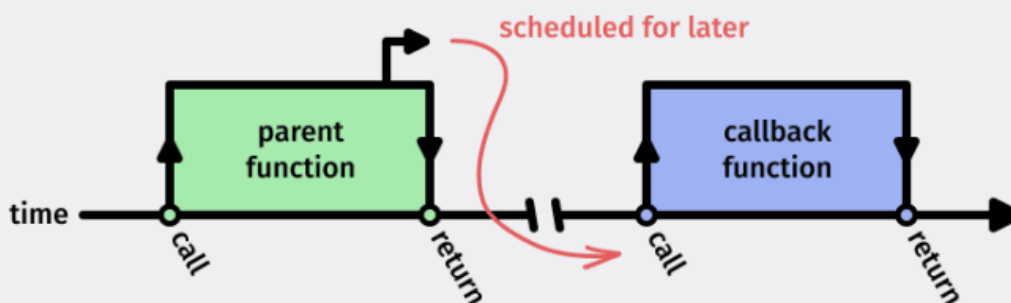 scheduled for later
parent
function
callback
function
time
call
return
call
return